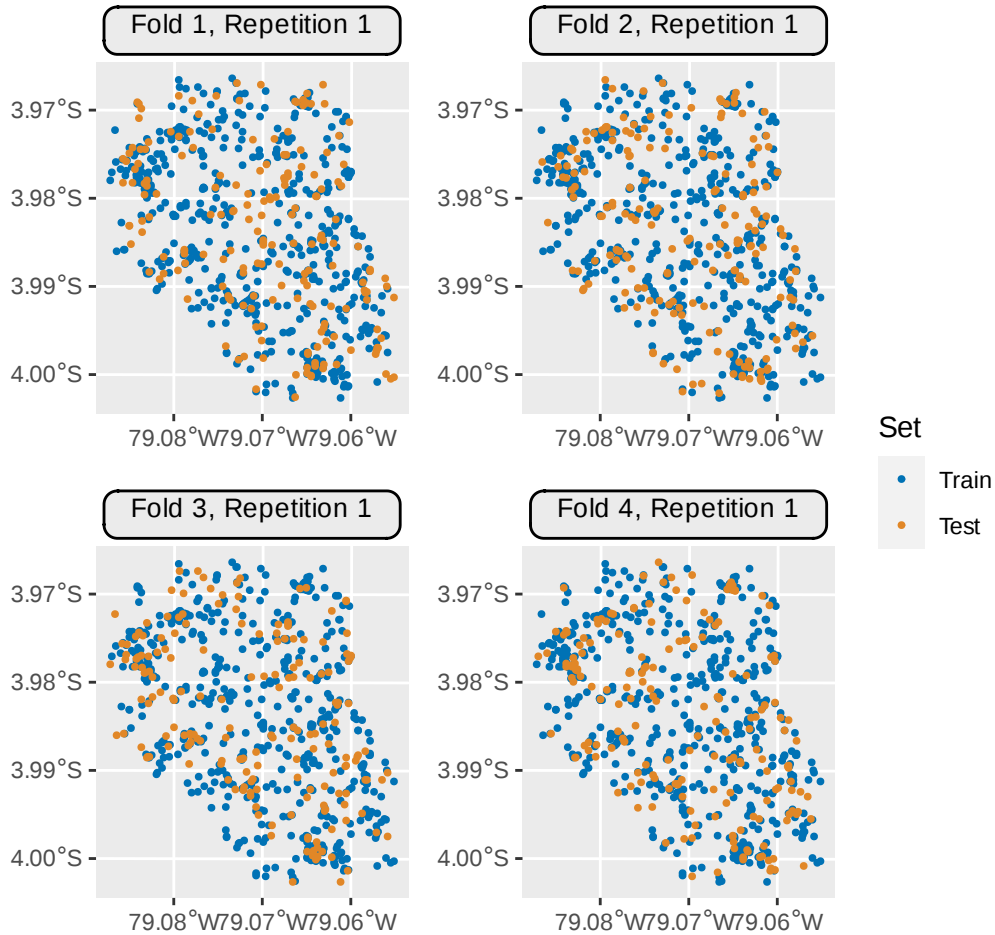 Fold 1, Repetition 1
Fold 2, Repetition 1
3.97°S
3.98°S
3.99°S
4.00°S
79.08°W79.07°W79.06°W
3.97°S
3.98°S
3.99°S
4.00°S
79.08°W79.07°W79.06°W
Set
Train
Test
Fold 3, Repetition 1
Fold 4, Repetition 1
3.97°S
3.98°S
3.99°S
4.00°S
79.08°W79.07°W79.06°W
3.97°S
3.98°S
3.99°S
4.00°S
79.08°W79.07°W79.06°W